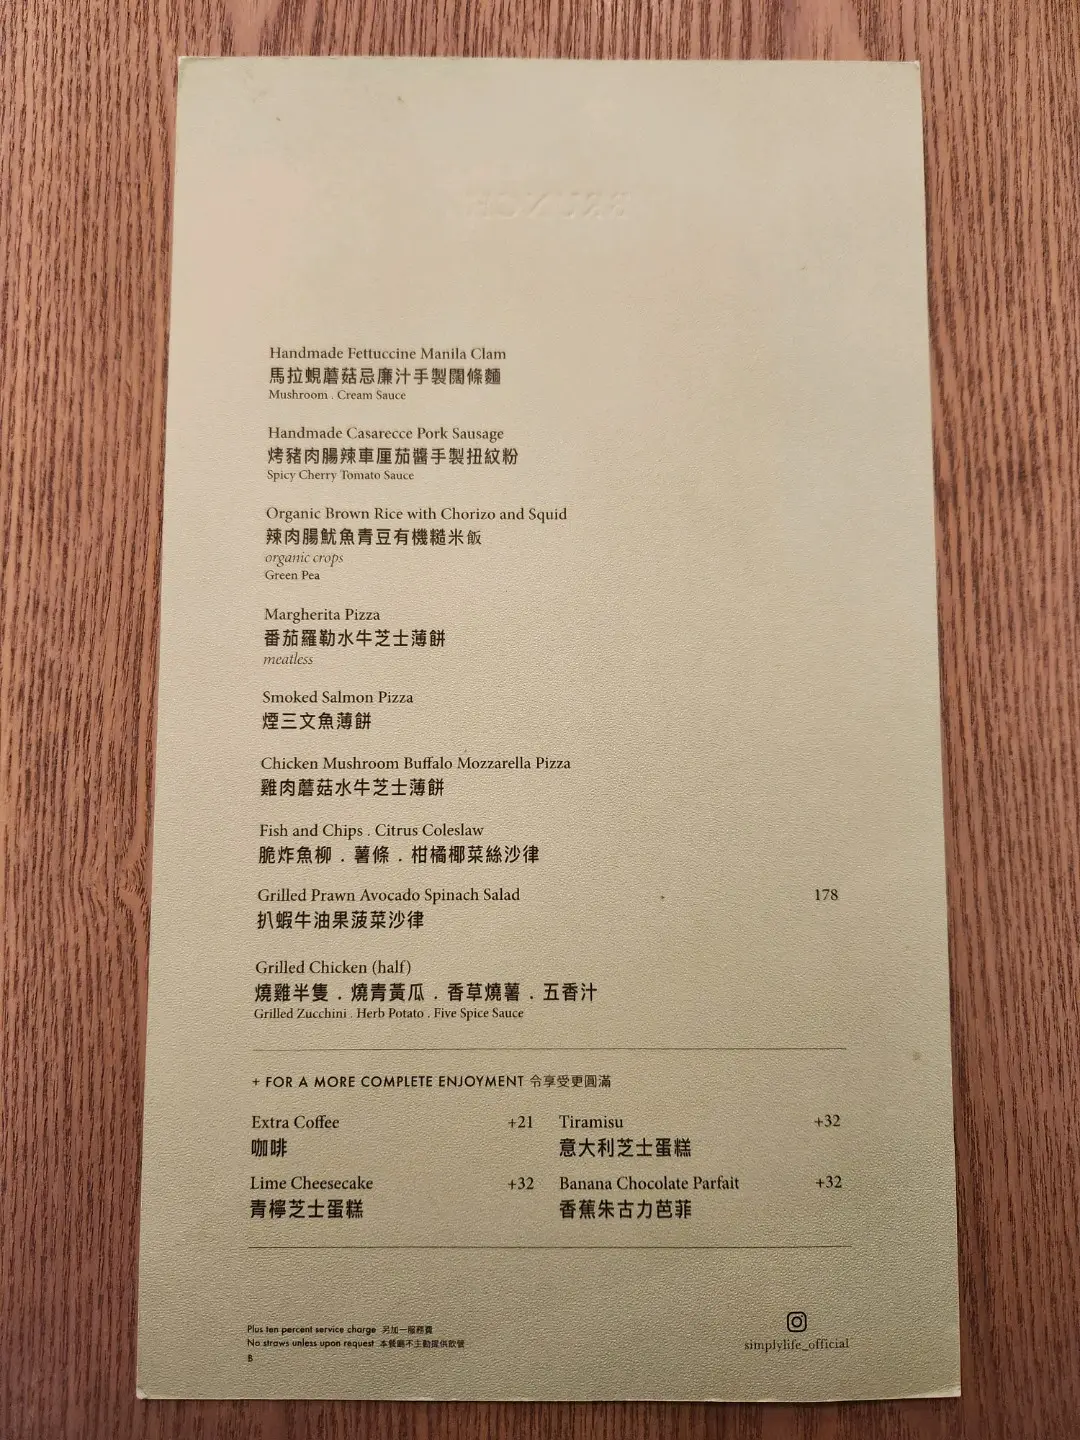 Handmade Fettuccine Manila Clam
馬拉蜆蘑菇忌廉汁手製闊條麵
Mushroom . Cream Sauce
Handmade Casarecce Pork Sausage
烤豬肉腸辣車厘茄醬手製扭紋粉
Spicy Cherry Tomato Sauce
Organic Brown Rice with Chorizo and Squid
辣肉腸魷魚青豆有機糙米飯
organic crops
Green Pea
Margherita Pizza
番茄羅勒水牛芝士薄餅
meatless
Smoked Salmon Pizza
煙三文魚薄餅
Chicken Mushroom Buffalo Mozzarella Pizza
雞肉蘑菇水牛芝士薄餅
Fish and Chips . Citrus Coleslaw
脆炸魚柳 . 薯條 . 柑橘椰菜絲沙律
Grilled Prawn Avocado Spinach Salad 178
扒蝦牛油果菠菜沙律
Grilled Chicken (half)
燒雞半隻 . 燒青黃瓜 . 香草燒薯 . 五香汁
Grilled Zucchini . Herb Potato . Five Spice Sauce
+ FOR A MORE COMPLETE ENJOYMENT 令享受更圓滿
Extra Coffee +21 Tiramisu +32
咖啡 意大利芝士蛋糕
Lime Cheesecake +32 Banana Chocolate Parfait +32
青檸芝士蛋糕 香蕉朱古力芭菲
Plus ten percent service charge 另加一服務費
No straws unless upon request 本餐廳不主動提供飲管
B
simplylife_official